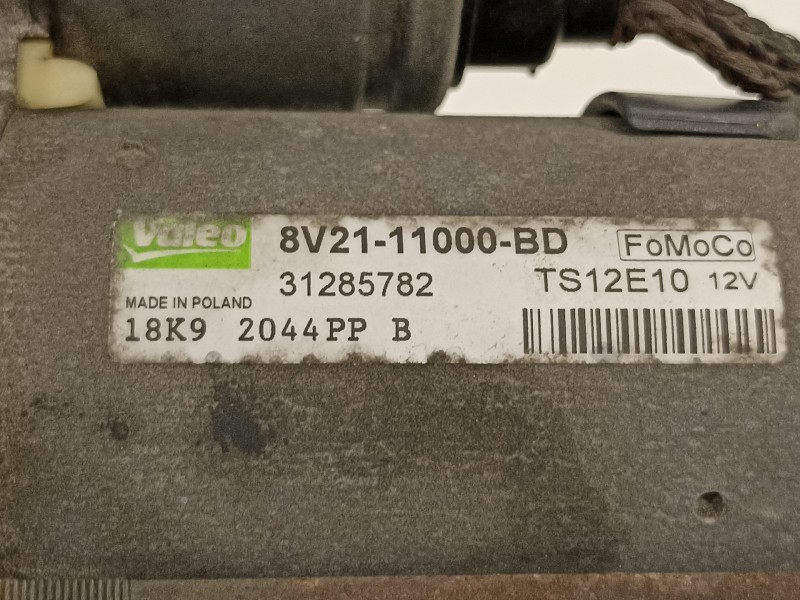 Valeo 8V21-11000-BD FoMoCo
31285782 TS12E10 12V
MADE IN POLAND
18K9 2044PP B